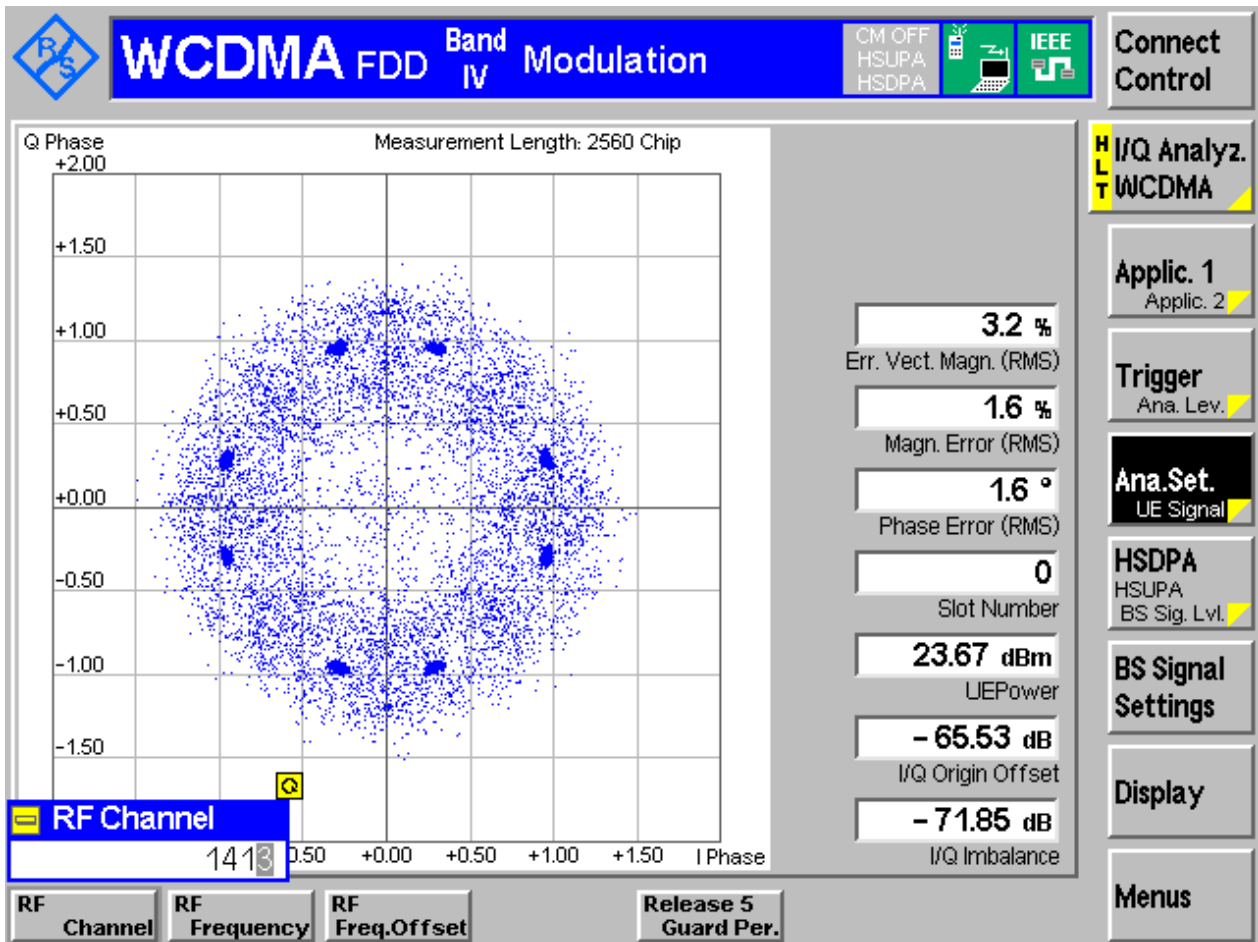 R S
WCDMA FDD Band IV Modulation
CM OFF
HSUPA
HSDPA
IEEE
Connect
Control
Q Phase
Measurement Length: 2560 Chip
+2.00
+1.50
+1.00
+0.50
+0.00
-0.50
-1.00
-1.50
Q
RF Channel
1413
0.50 +0.00 +0.50 +1.00 +1.50 I Phase
3.2 %
Err. Vect. Magn. (RMS)
1.6 %
Magn. Error (RMS)
1.6 °
Phase Error (RMS)
0
Slot Number
23.67 dBm
UEPower
-65.53 dB
I/Q Origin Offset
-71.85 dB
I/Q Imbalance
HLT
I/Q Analyz.
WCDMA
Applic. 1
Applic. 2
Trigger
Ana. Lev.
Ana.Set.
UE Signal
HSDPA
HSUPA
BS Sig. Lvl.
BS Signal
Settings
Display
Menus
RF
Channel
RF
Frequency
RF
Freq.Offset
Release 5
Guard Per.